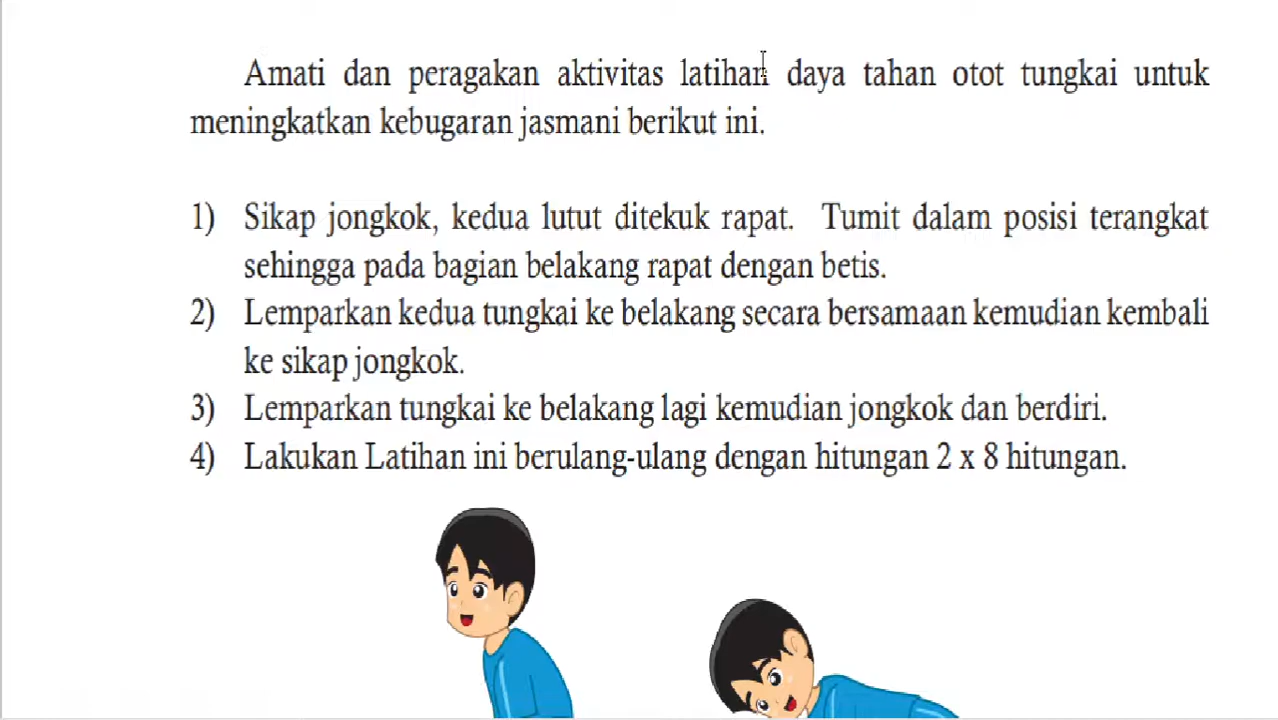 Amati dan peragakan aktivitas latihan daya tahan otot tungkai untuk
meningkatkan kebugaran jasmani berikut ini.
1) Sikap jongkok, kedua lutut ditekuk rapat. Tumit dalam posisi terangkat
sehingga pada bagian belakang rapat dengan betis.
2) Lemparkan kedua tungkai ke belakang secara bersamaan kemudian kembali
ke sikap jongkok.
3) Lemparkan tungkai ke belakang lagi kemudian jongkok dan berdiri.
4) Lakukan Latihan ini berulang-ulang dengan hitungan 2 x 8 hitungan.